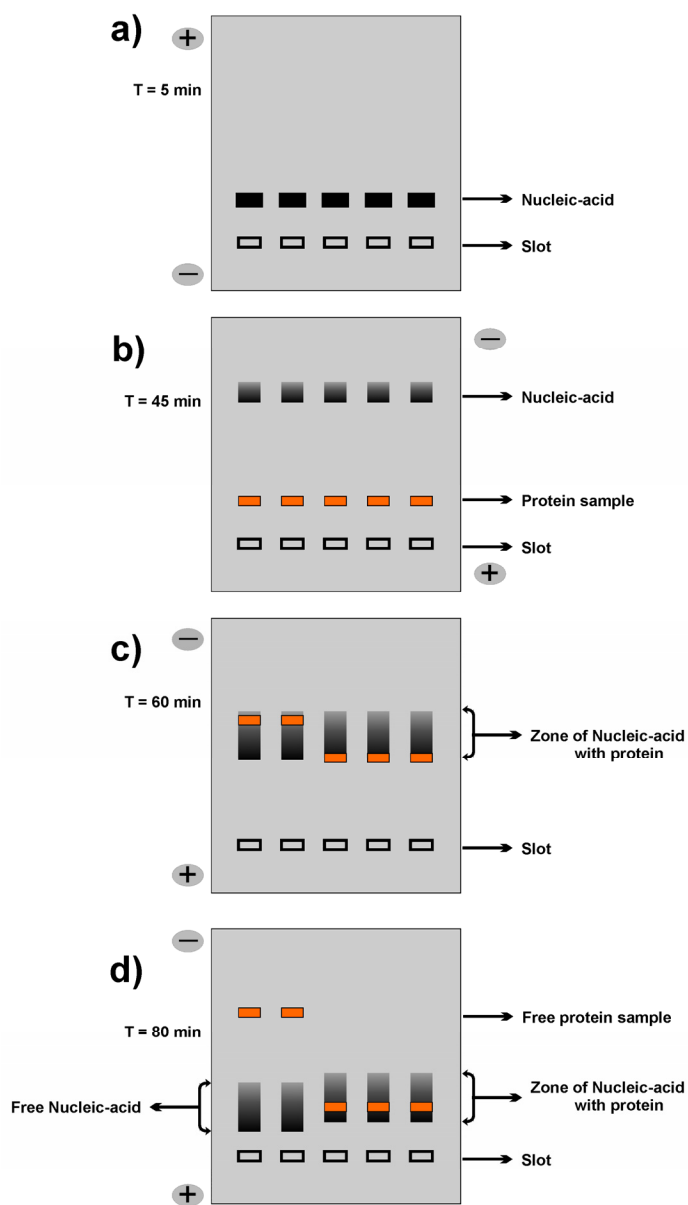 a)
+
T = 5 min
Nucleic-acid
Slot
−
b)
−
T = 45 min
Nucleic-acid
Protein sample
Slot
+
c)
−
T = 60 min
Zone of Nucleic-acid
with protein
Slot
+
d)
−
T = 80 min
Free protein sample
Free Nucleic-acid
Zone of Nucleic-acid
with protein
Slot
+